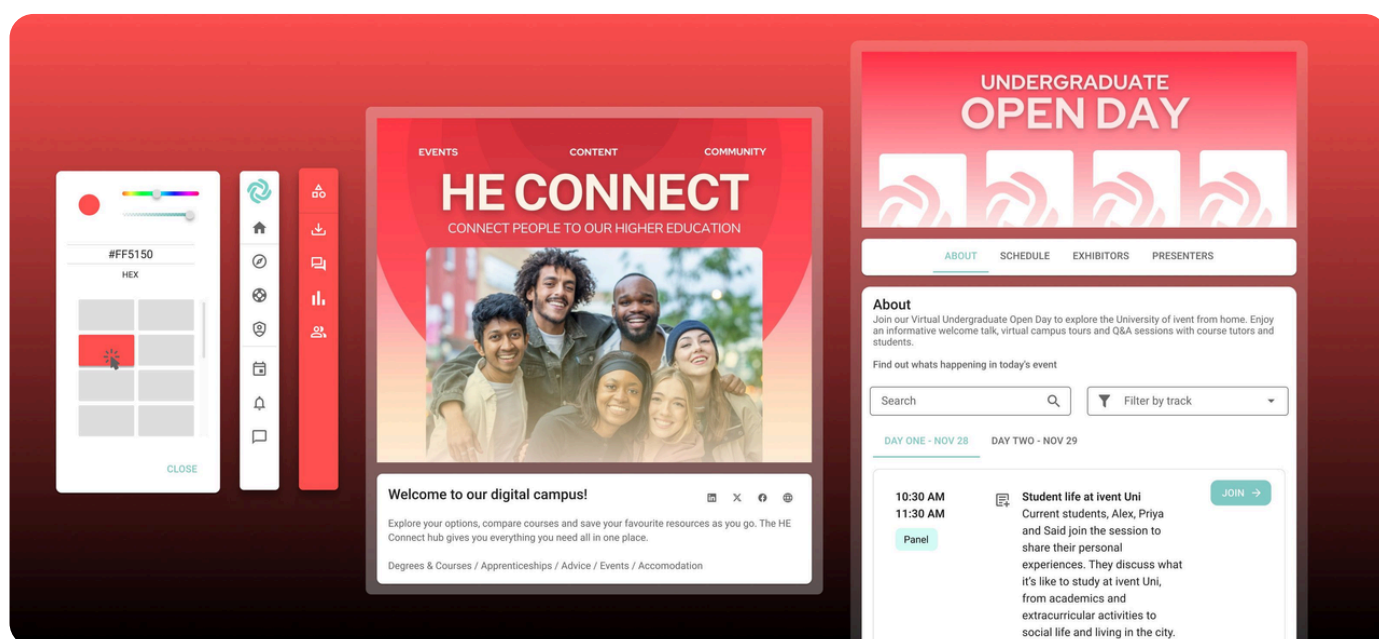 #FF5150
HEX
CLOSE
EVENTS
CONTENT
COMMUNITY
HE CONNECT
CONNECT PEOPLE TO OUR HIGHER EDUCATION
Welcome to our digital campus!
Explore your options, compare courses and save your favourite resources as you go. The HE
Connect hub gives you everything you need all in one place.
Degrees & Courses / Apprenticeships / Advice / Events / Accomodation
UNDERGRADUATE
OPEN DAY
ABOUT
SCHEDULE
EXHIBITORS
PRESENTERS
About
Join our Virtual Undergraduate Open Day to explore the University of ivent from home. Enjoy
an informative welcome talk, virtual campus tours and Q&A sessions with course tutors and
students.
Find out whats happening in today's event
Search
Filter by track
DAY ONE - NOV 28
DAY TWO - NOV 29
10:30 AM
11:30 AM
Panel
Student life at ivent Uni
Current students, Alex, Priya
and Said join the session to
share their personal
experiences. They discuss what
it's like to study at ivent Uni,
from academics and
extracurricular activities to
social life and living in the city.
JOIN